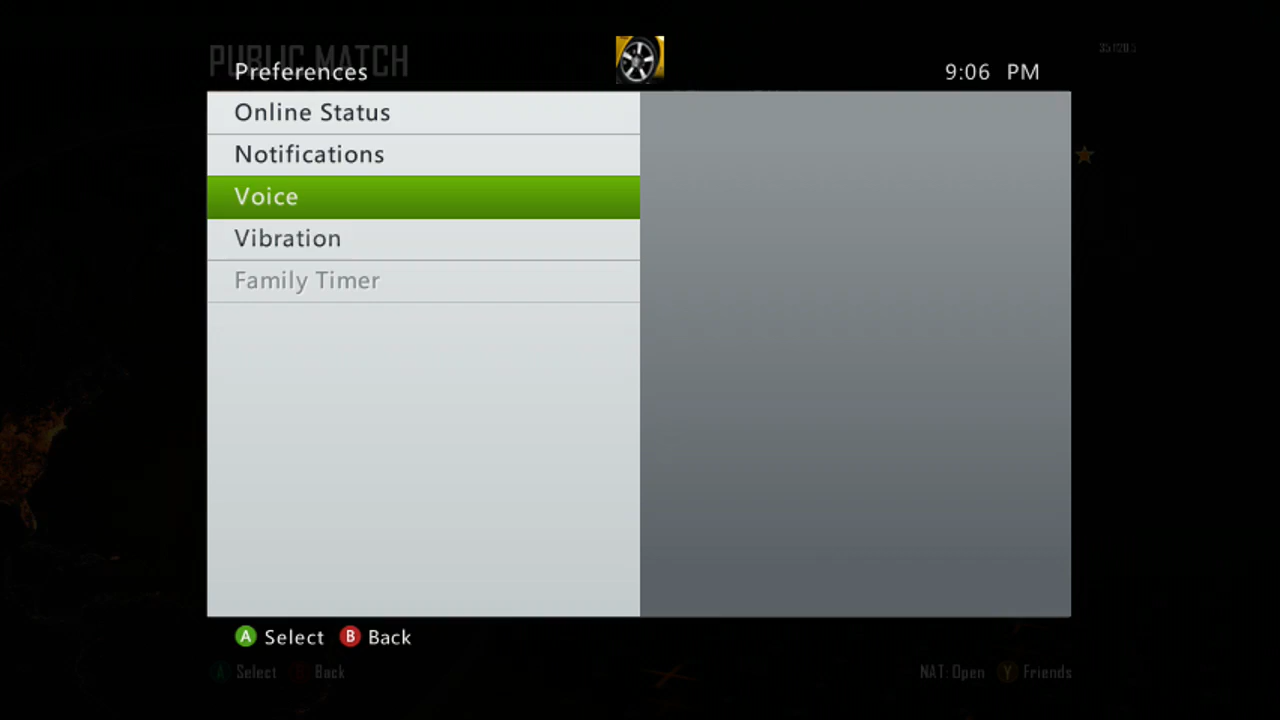 PUBLIC MATCH
Preferences
9:06 PM
Online Status
Notifications
Voice
Vibration
Family Timer
A Select B Back
A Select B Back
NAT: Open Y Friends